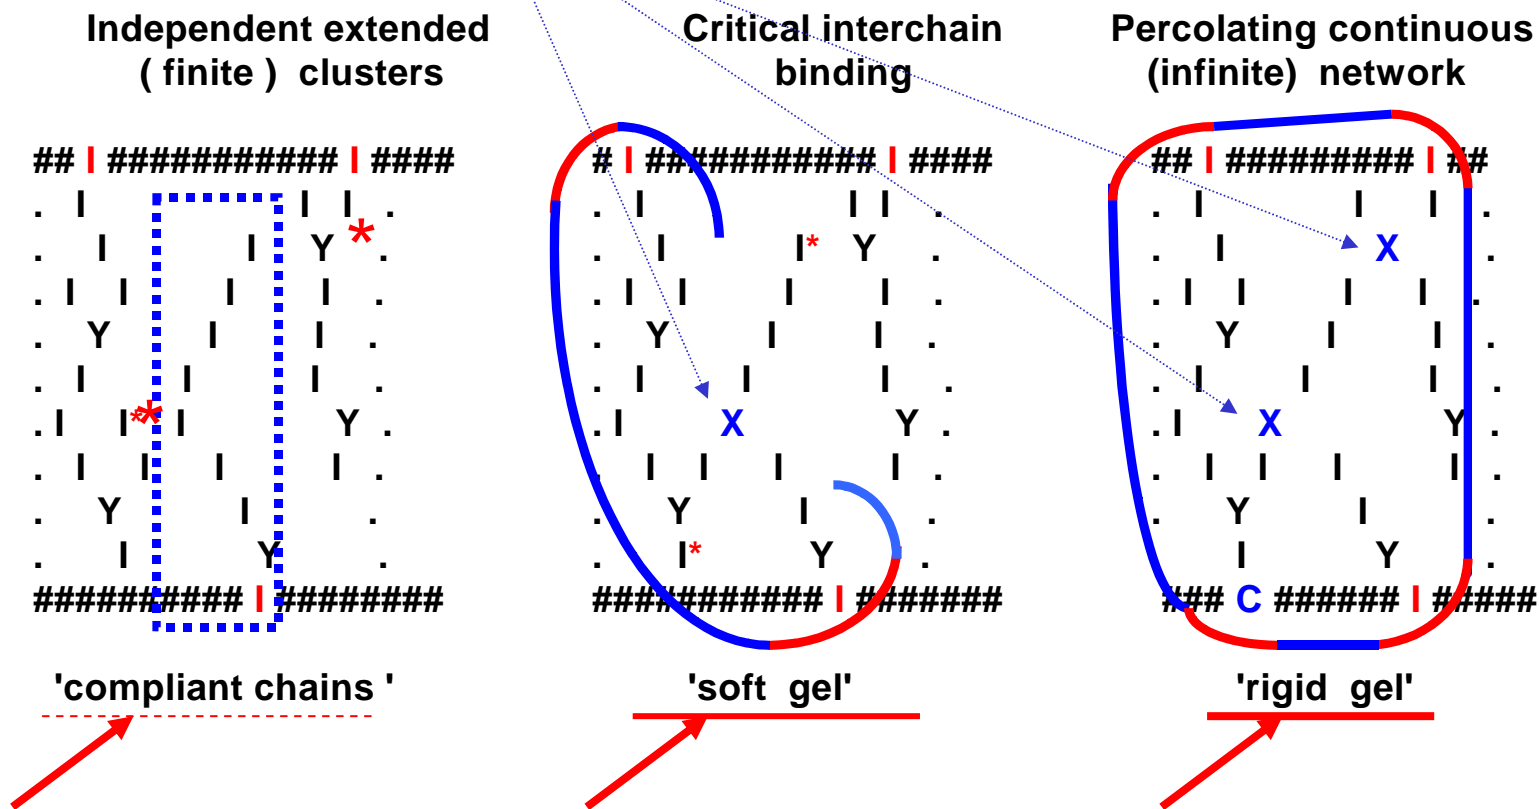 Independent extended
( finite ) clusters
## I ########### I ####
. I I I .
. I I Y * .
. I I I I .
. Y I I .
. I I I .
. I I* * I Y .
. I I I I .
. Y I .
. I Y .
########## I ########
'compliant chains '
Critical interchain
binding
# I ########### I ####
. I I I .
. I I* Y .
. I I I I .
. Y I I .
. I I I .
. I X Y .
. I I I I .
. Y I .
. I* Y .
############ I #######
'soft gel'
Percolating continuous
(infinite) network
## I ######### I ##
. I I I .
. I X .
. I I I I .
. Y I I .
. I I I .
. I X Y .
. I I I I .
. Y I .
. I Y .
### C ###### I #####
'rigid gel'